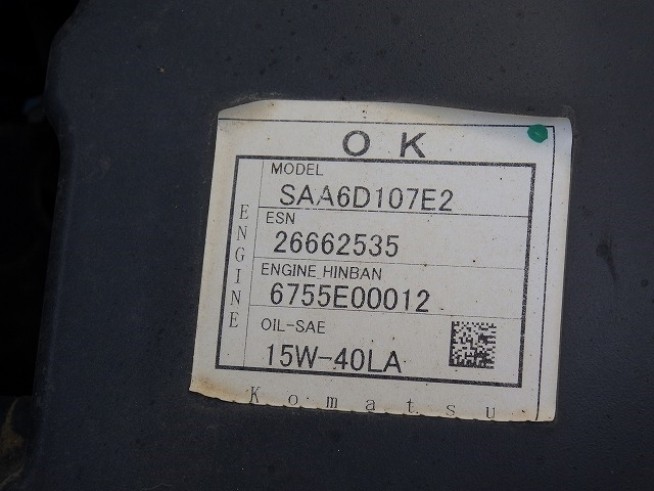 OK
ENGINE
MODEL
SAA6D107E2
ESN
26662535
ENGINE HINBAN
6755E00012
OIL-SAE
15W-40LA
Komatsu